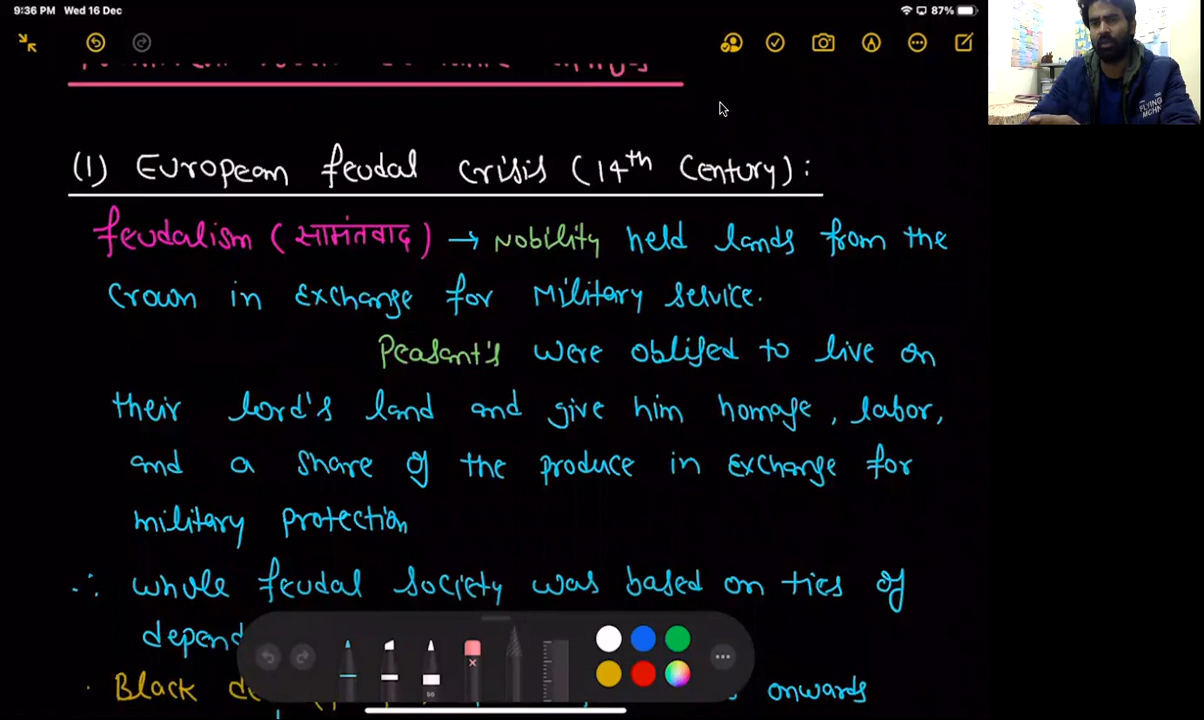 9:36 PM Wed 16 Dec 87%
(1) European feudal crisis (14th Century):
feudalism (सामंतवाद) → Nobility held lands from the
Crown in Exchange for Military Service.
Peasant's were oblifed to live on
their lord's land and give him homage, labor,
and a share of the produce in Exchange for
military protection
∴ whole feudal society was based on ties of
Black onwards
50
FLYING